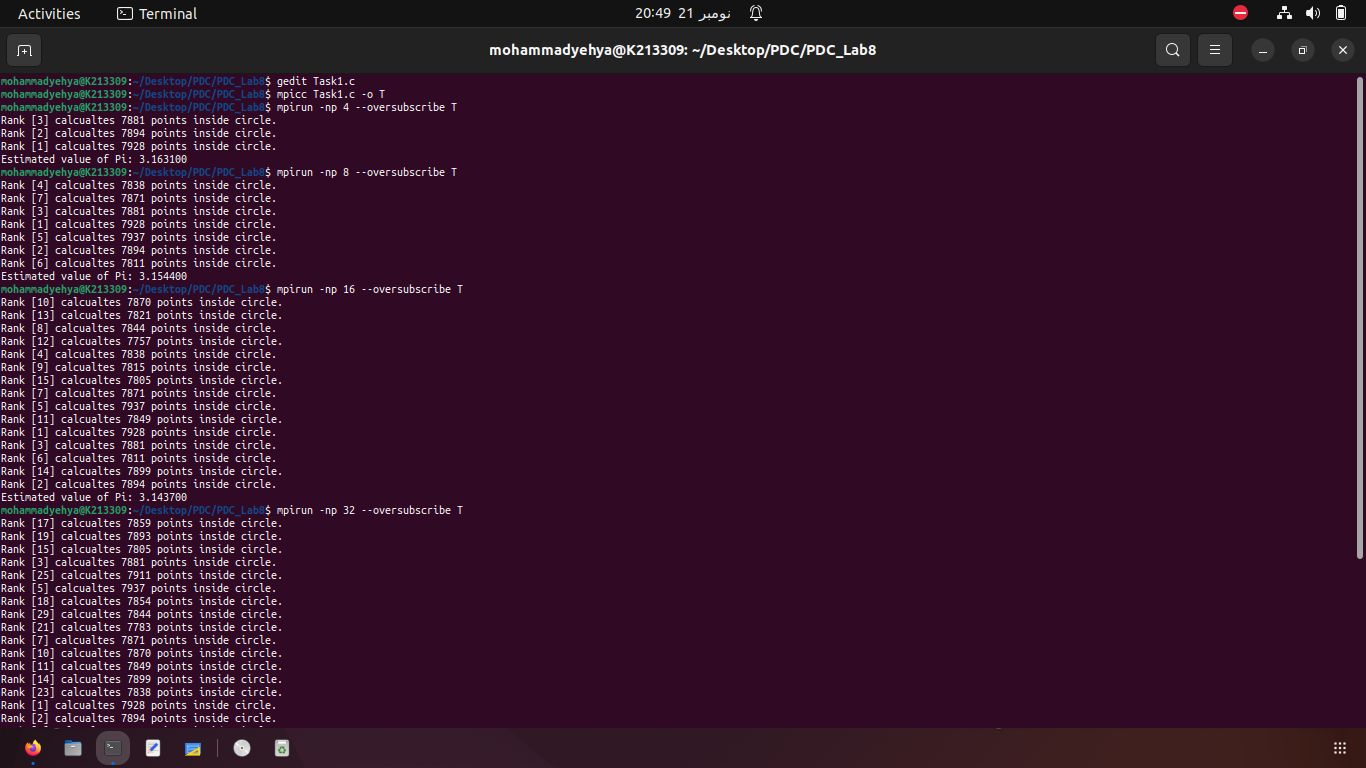 Activities Terminal 20:49 21 نومبر
mohammadyehya@K213309: ~/Desktop/PDC/PDC_Lab8
mohammadyehya@K213309:~/Desktop/PDC/PDC_Lab8$ gedit Task1.c
mohammadyehya@K213309:~/Desktop/PDC/PDC_Lab8$ mpicc Task1.c -o T
mohammadyehya@K213309:~/Desktop/PDC/PDC_Lab8$ mpirun -np 4 --oversubscribe T
Rank [3] calcualtes 7881 points inside circle.
Rank [2] calcualtes 7894 points inside circle.
Rank [1] calcualtes 7928 points inside circle.
Estimated value of Pi: 3.163100
mohammadyehya@K213309:~/Desktop/PDC/PDC_Lab8$ mpirun -np 8 --oversubscribe T
Rank [4] calcualtes 7838 points inside circle.
Rank [7] calcualtes 7871 points inside circle.
Rank [3] calcualtes 7881 points inside circle.
Rank [1] calcualtes 7928 points inside circle.
Rank [5] calcualtes 7937 points inside circle.
Rank [2] calcualtes 7894 points inside circle.
Rank [6] calcualtes 7811 points inside circle.
Estimated value of Pi: 3.154400
mohammadyehya@K213309:~/Desktop/PDC/PDC_Lab8$ mpirun -np 16 --oversubscribe T
Rank [10] calcualtes 7870 points inside circle.
Rank [13] calcualtes 7821 points inside circle.
Rank [8] calcualtes 7844 points inside circle.
Rank [12] calcualtes 7757 points inside circle.
Rank [4] calcualtes 7838 points inside circle.
Rank [9] calcualtes 7815 points inside circle.
Rank [15] calcualtes 7805 points inside circle.
Rank [7] calcualtes 7871 points inside circle.
Rank [5] calcualtes 7937 points inside circle.
Rank [11] calcualtes 7849 points inside circle.
Rank [1] calcualtes 7928 points inside circle.
Rank [3] calcualtes 7881 points inside circle.
Rank [6] calcualtes 7811 points inside circle.
Rank [14] calcualtes 7899 points inside circle.
Rank [2] calcualtes 7894 points inside circle.
Estimated value of Pi: 3.143700
mohammadyehya@K213309:~/Desktop/PDC/PDC_Lab8$ mpirun -np 32 --oversubscribe T
Rank [17] calcualtes 7859 points inside circle.
Rank [19] calcualtes 7893 points inside circle.
Rank [15] calcualtes 7805 points inside circle.
Rank [3] calcualtes 7881 points inside circle.
Rank [25] calcualtes 7911 points inside circle.
Rank [5] calcualtes 7937 points inside circle.
Rank [18] calcualtes 7854 points inside circle.
Rank [29] calcualtes 7844 points inside circle.
Rank [21] calcualtes 7783 points inside circle.
Rank [7] calcualtes 7871 points inside circle.
Rank [10] calcualtes 7870 points inside circle.
Rank [11] calcualtes 7849 points inside circle.
Rank [14] calcualtes 7899 points inside circle.
Rank [23] calcualtes 7838 points inside circle.
Rank [1] calcualtes 7928 points inside circle.
Rank [2] calcualtes 7894 points inside circle.